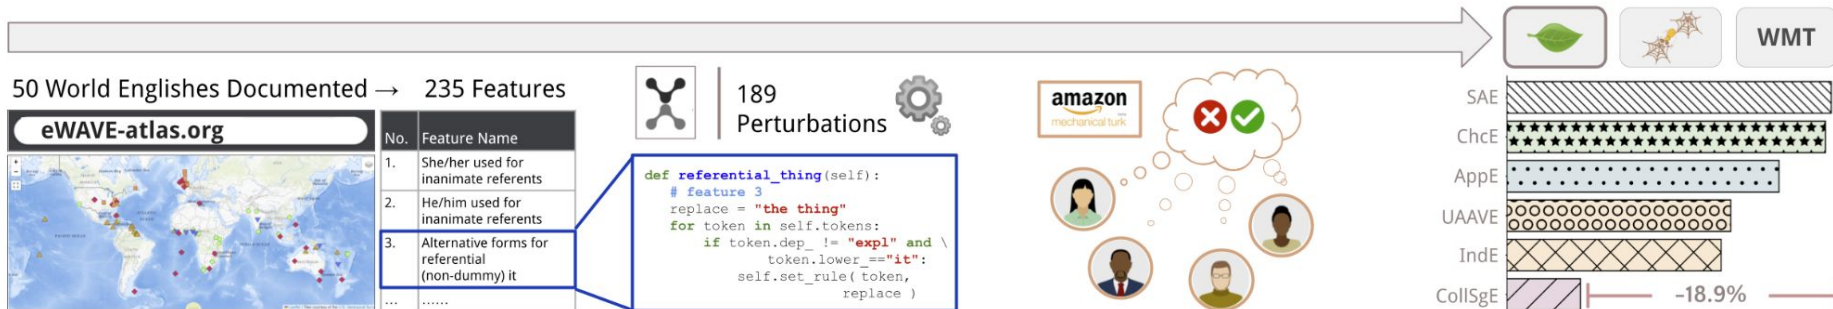 50 World Englishes Documented → 235 Features
eWAVE-atlas.org
No. Feature Name
1. She/her used for
inanimate referents
2. He/him used for
inanimate referents
3. Alternative forms for
referential
(non-dummy) it
... ......
189
Perturbations
def referential_thing(self):
# feature 3
replace = "the thing"
for token in self.tokens:
if token.dep_ != "expl" and \
token.lower_=="it":
self.set_rule( token,
replace )
amazon
mechanical turk
WMT
SAE
ChcE
AppE
UAAVE
IndE
CollSgE
-18.9%